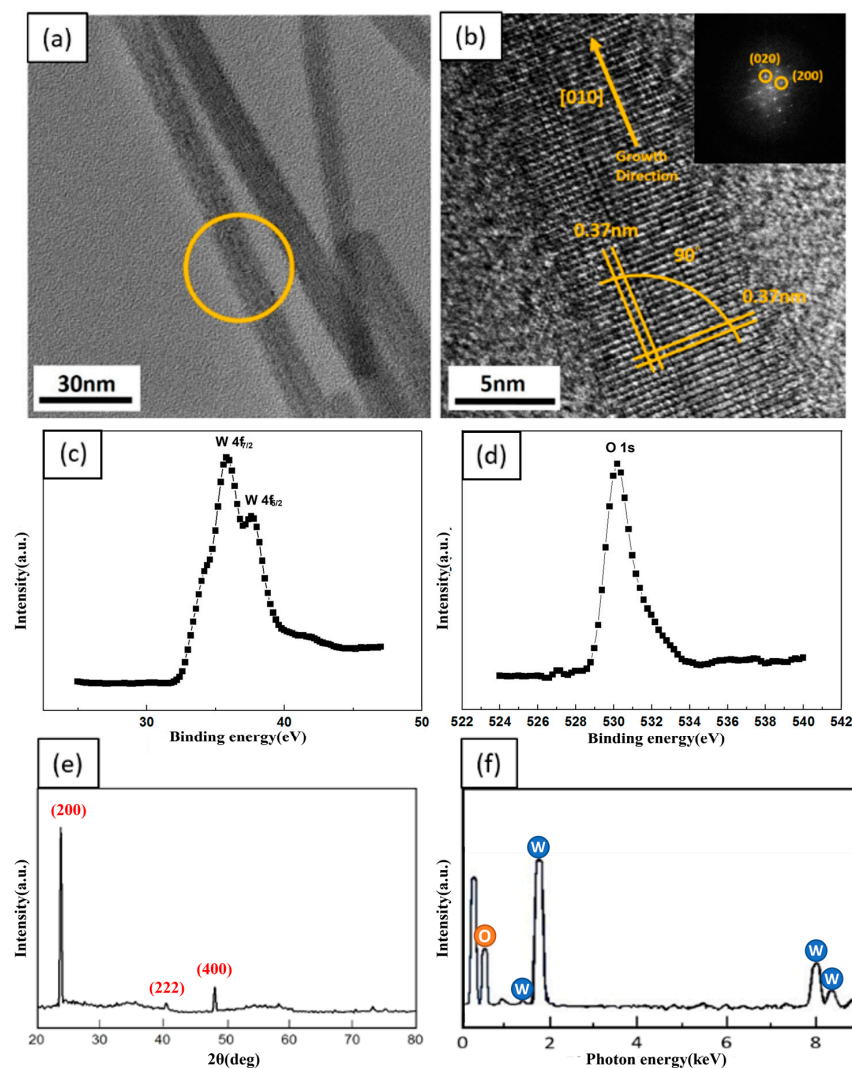 (a)
30nm
(b)
(020)
(200)
[010]
Growth
Direction
0.37nm
90°
0.37nm
5nm
(c)
W 4f7/2
W 4f5/2
Intensity(a.u.)
30
40
50
Binding energy(eV)
(d)
O 1s
Intensity(a.u.)
522
524
526
528
530
532
534
536
538
540
542
Binding energy(eV)
(e)
(200)
(222)
(400)
Intensity(a.u.)
20
30
40
50
60
70
80
2θ(deg)
(f)
O
W
W
W
W
Intensity(a.u.)
0
2
4
6
8
Photon energy(keV)